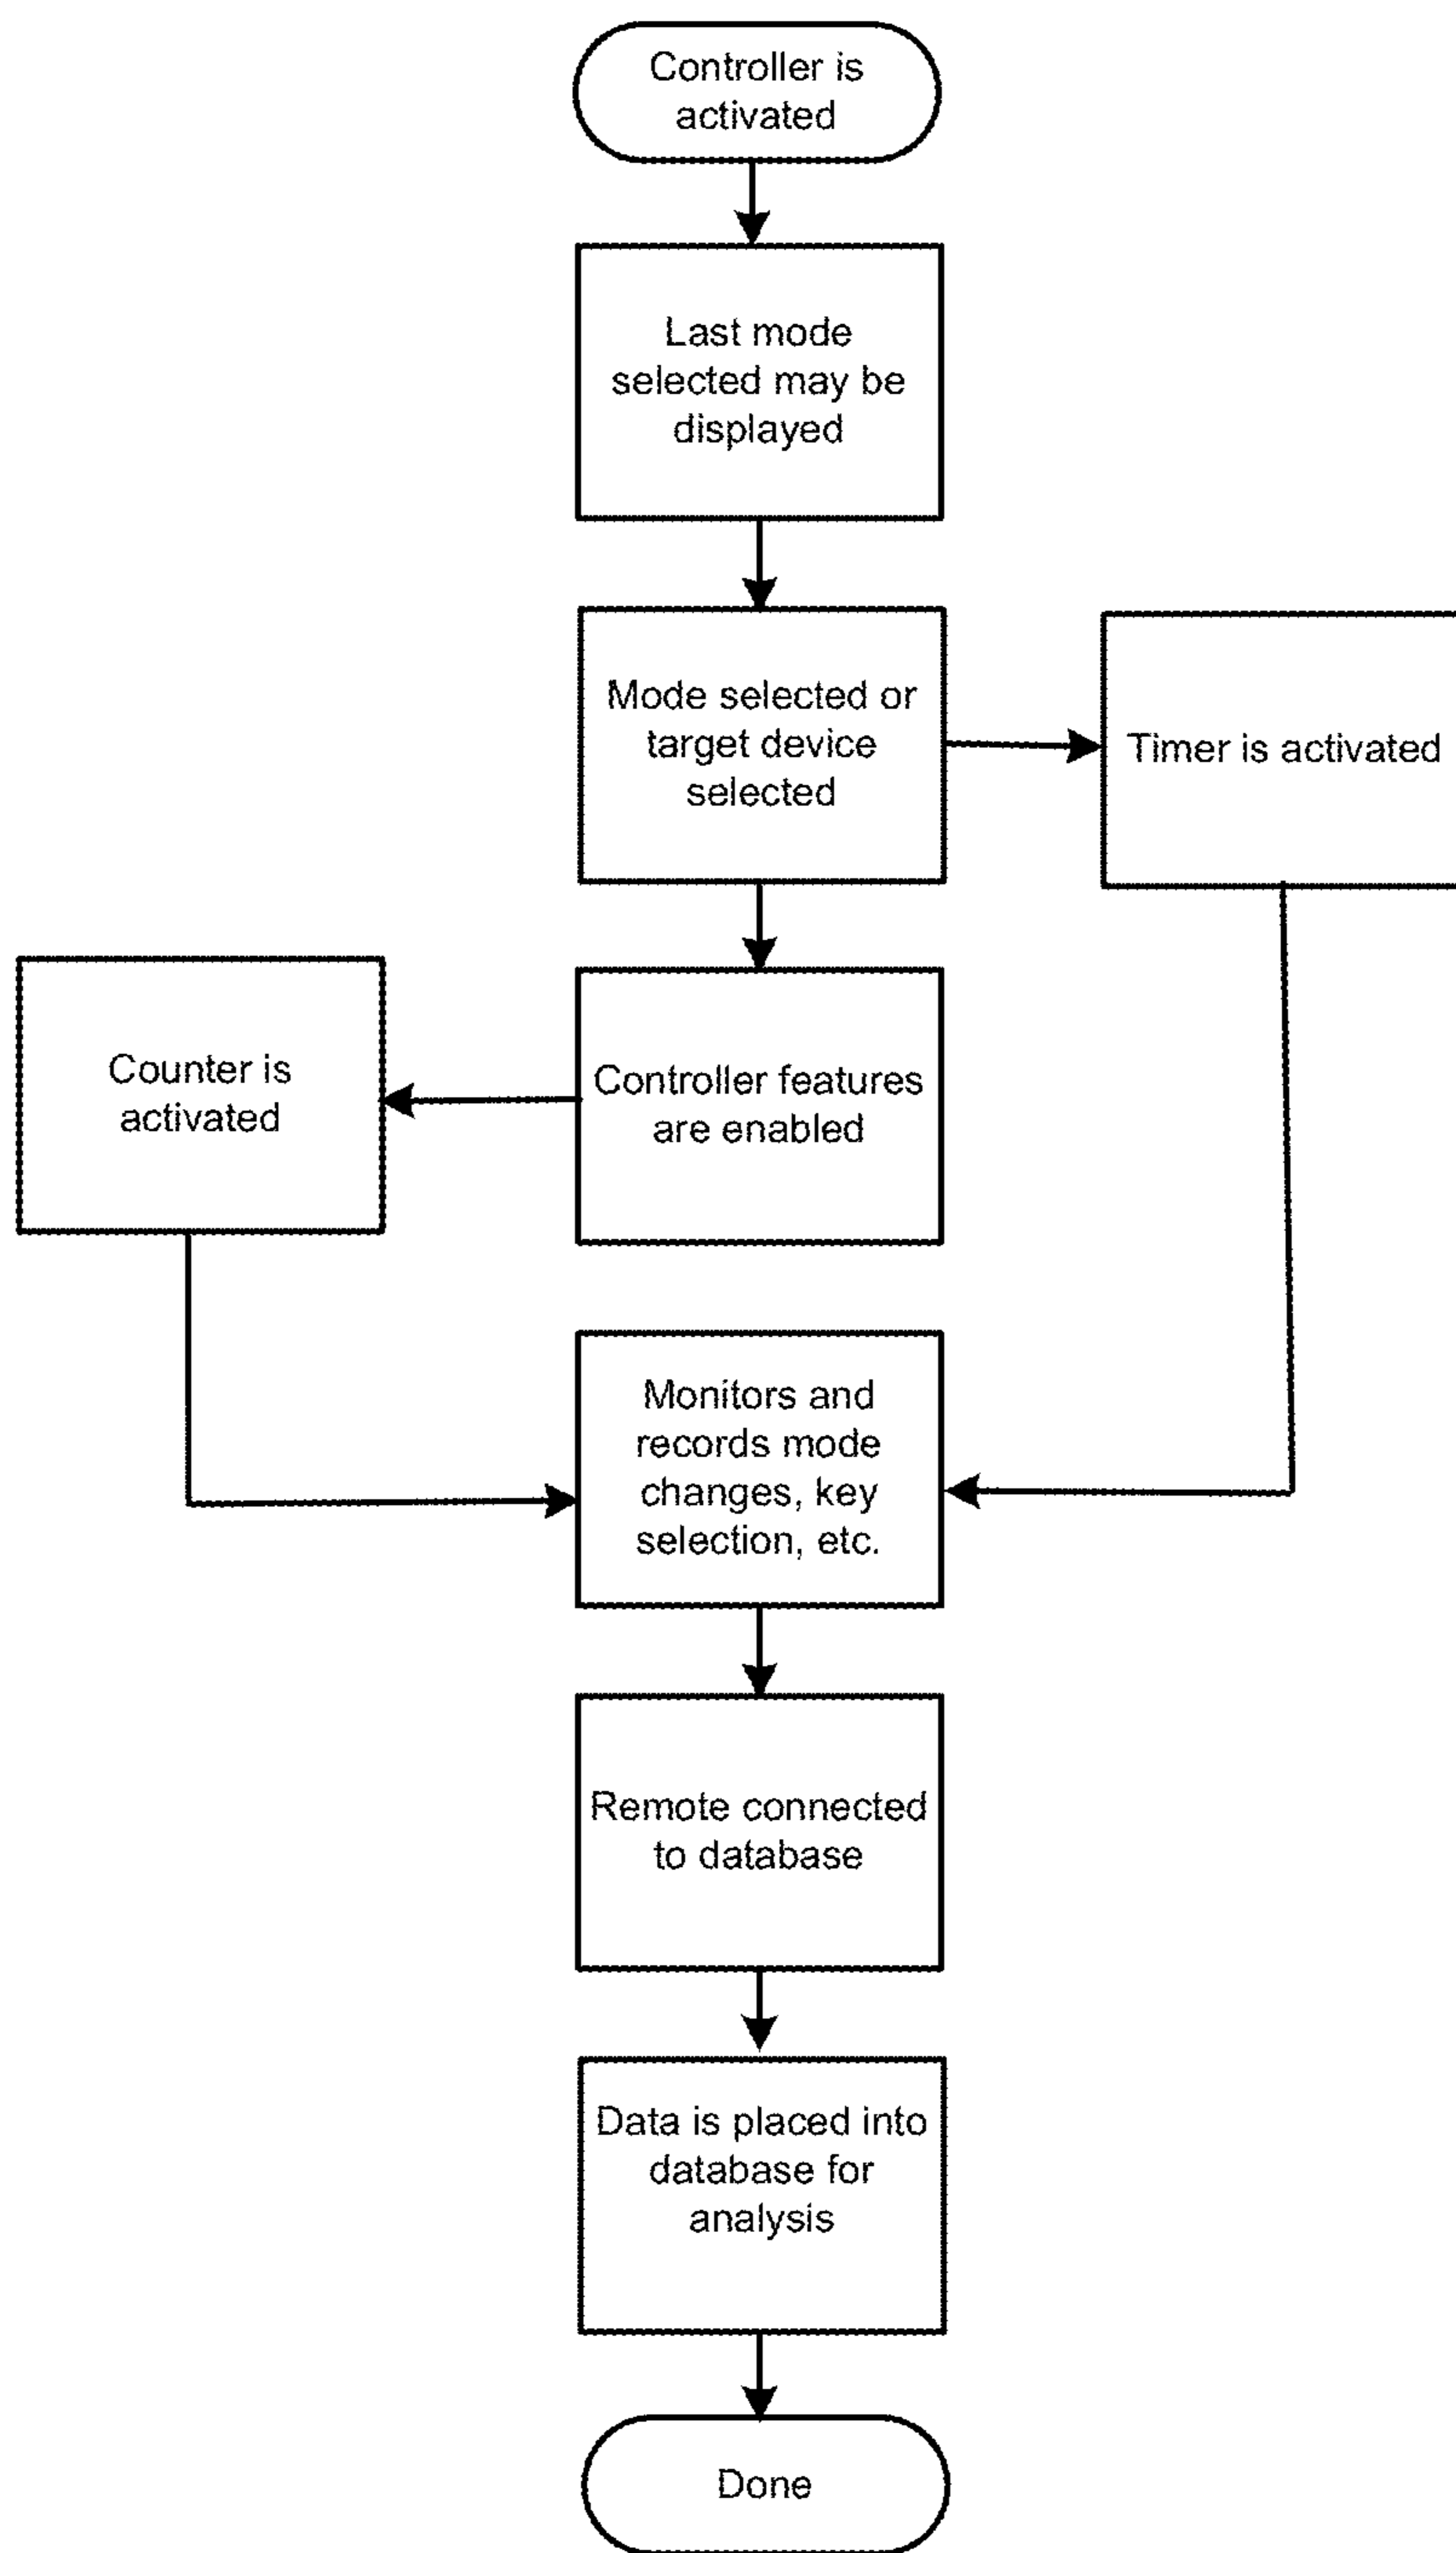 Controller is
activated
Last mode
selected may be
displayed
Mode selected or
target device
selected
Timer is activated
Counter is
activated
Controller features
are enabled
Monitors and
records mode
changes, key
selection, etc.
Remote connected
to database
Data is placed into
database for
analysis
Done